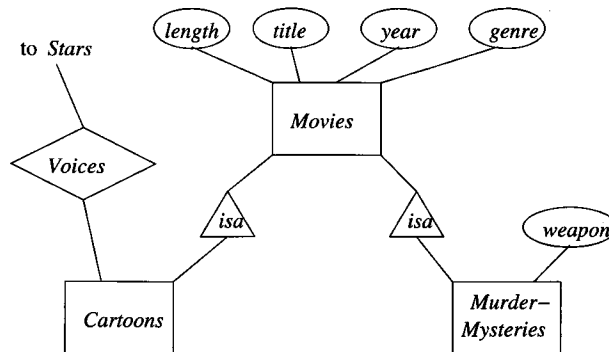 length
title
year
genre
to Stars
Movies
Voices
isa
isa
weapon
Cartoons
Murder–
Mysteries